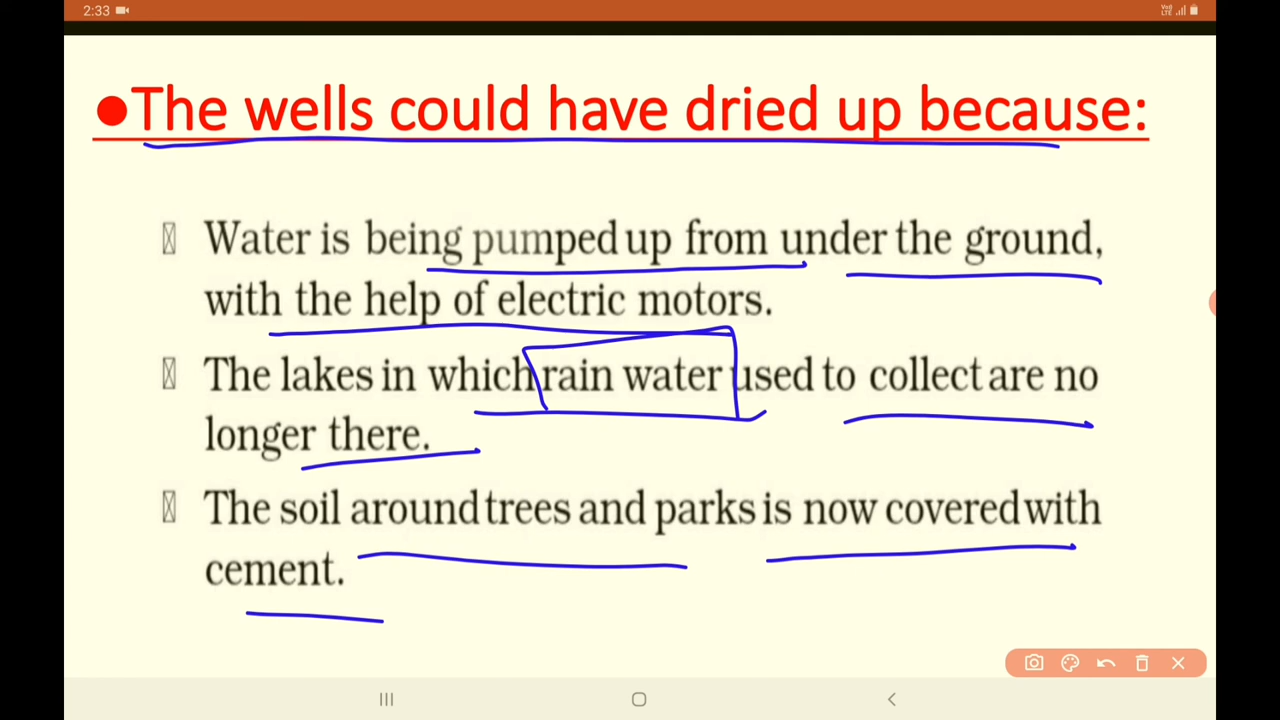 2:33
VoD LTE
●The wells could have dried up because:
Water is being pumped up from under the ground,
with the help of electric motors.
The lakes in which rain water used to collect are no
longer there.
The soil around trees and parks is now covered with
cement.